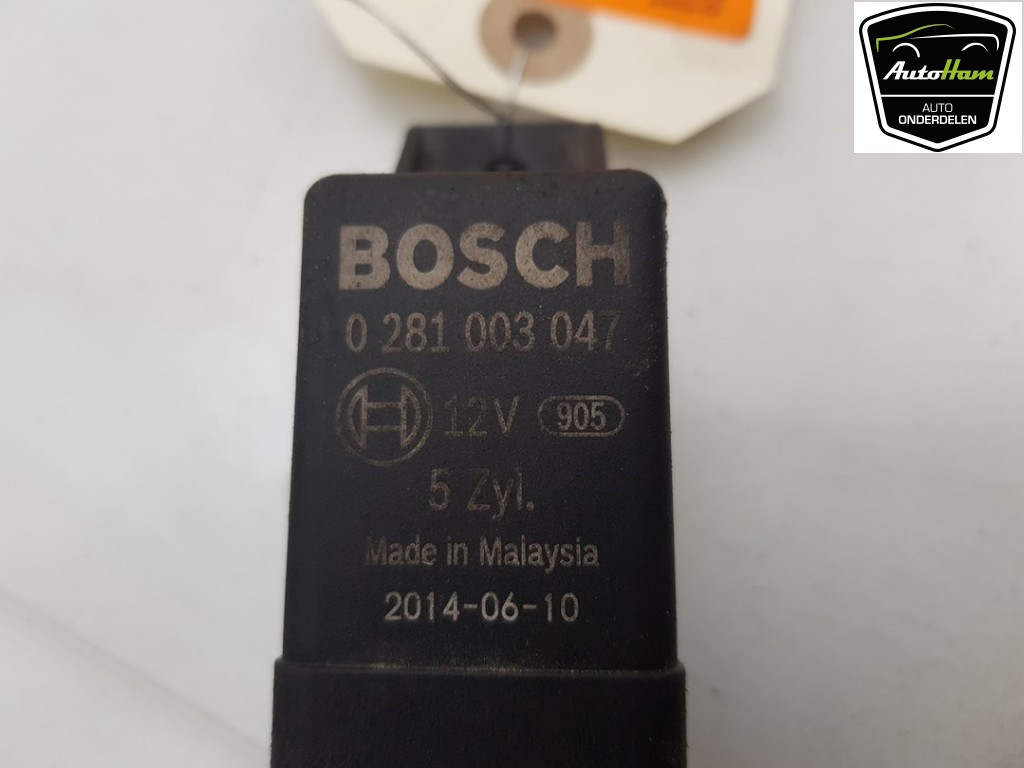 AutoHam
AUTO
ONDERDELEN
BOSCH
0 281 003 047
12V 905
5 Zyl.
Made in Malaysia
2014-06-10